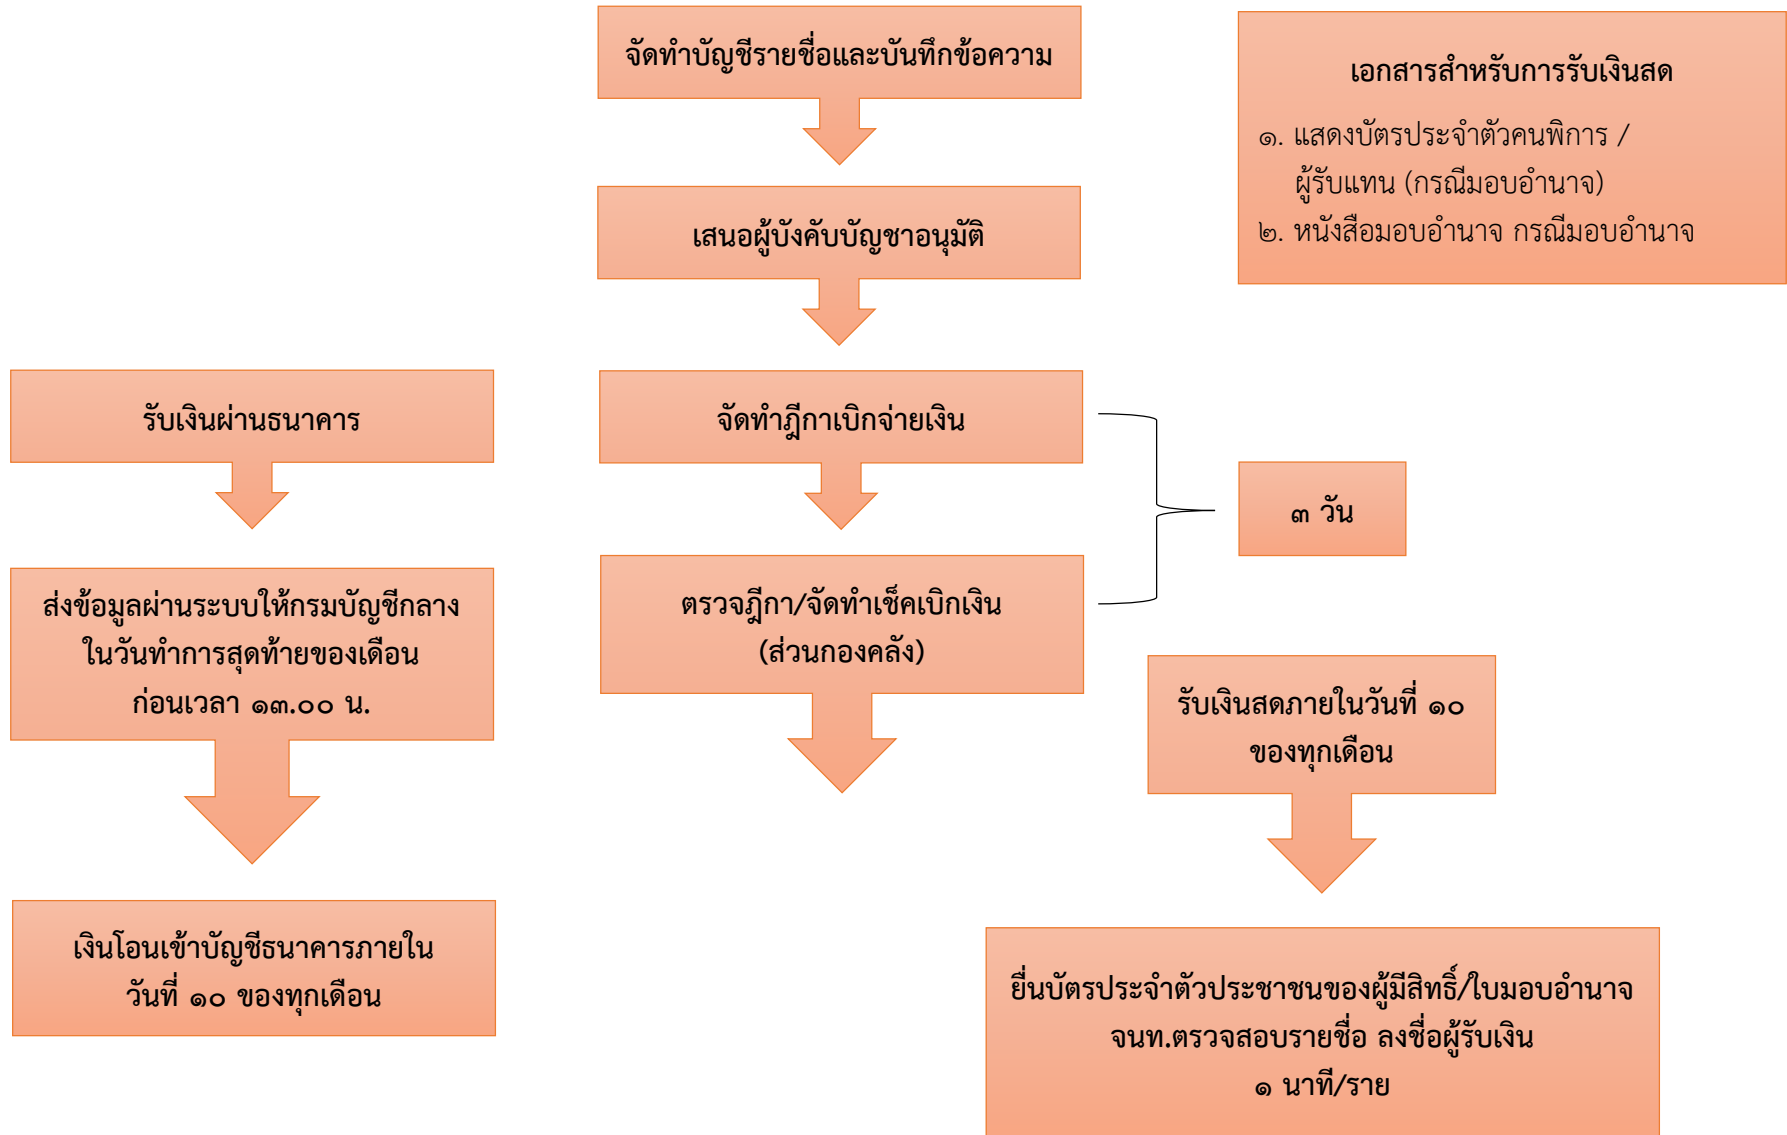 จัดทำบัญชีรายชื่อและบันทึกข้อความ
เอกสารสำหรับการรับเงินสด
๑. แสดงบัตรประจำตัวคนพิการ /
ผู้รับแทน (กรณีมอบอำนาจ)
๒. หนังสือมอบอำนาจ กรณีมอบอำนาจ
เสนอผู้บังคับบัญชาอนุมัติ
รับเงินผ่านธนาคาร
จัดทำฎีกาเบิกจ่ายเงิน
๓ วัน
ส่งข้อมูลผ่านระบบให้กรมบัญชีกลาง
ในวันทำการสุดท้ายของเดือน
ก่อนเวลา ๑๓.๐๐ น.
ตรวจฎีกา/จัดทำเช็คเบิกเงิน
(ส่วนกองคลัง)
รับเงินสดภายในวันที่ ๑๐
ของทุกเดือน
เงินโอนเข้าบัญชีธนาคารภายใน
วันที่ ๑๐ ของทุกเดือน
ยื่นบัตรประจำตัวประชาชนของผู้มีสิทธิ์/ใบมอบอำนาจ
จนท.ตรวจสอบรายชื่อ ลงชื่อผู้รับเงิน
๑ นาที/ราย